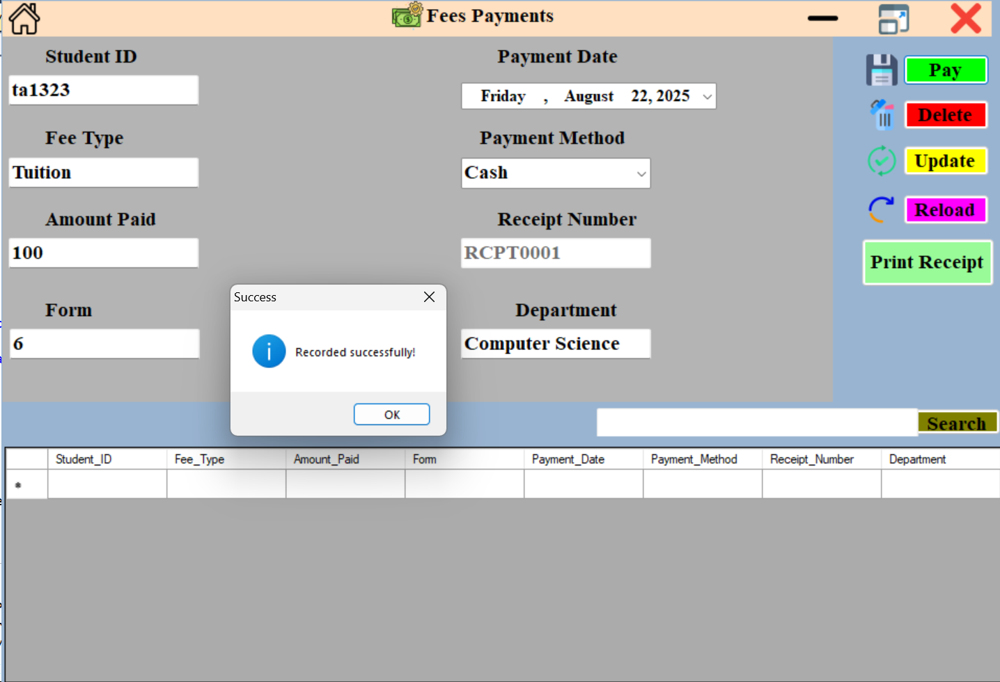 Fees Payments
Student ID
Payment Date
ta1323
Friday , August 22, 2025
Fee Type
Payment Method
Tuition
Cash
Amount Paid
Receipt Number
100
RCPT0001
Form
Department
6
Computer Science
Pay
Delete
Update
Reload
Print Receipt
Success
Recorded successfully!
OK
Search
Student_ID Fee_Type Amount_Paid Form Payment_Date Payment_Method Receipt_Number Department